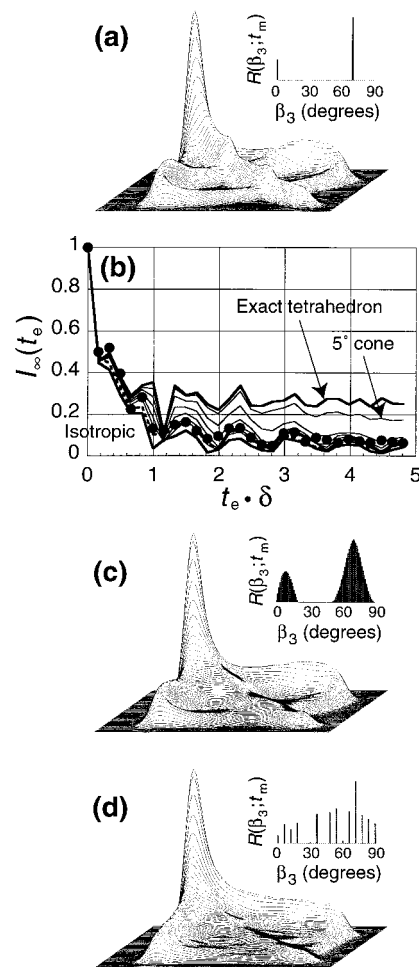 (a)
R(β₃;tₘ)
0 30 60 90
β₃ (degrees)
(b)
I∞(tₑ)
1
0.8
0.6
0.4
0.2
0
Exact tetrahedron
5° cone
Isotropic
0 1 2 3 4 5
tₑ • δ
(c)
R(β₃;tₘ)
0 30 60 90
β₃ (degrees)
(d)
R(β₃;tₘ)
0 30 60 90
β₃ (degrees)